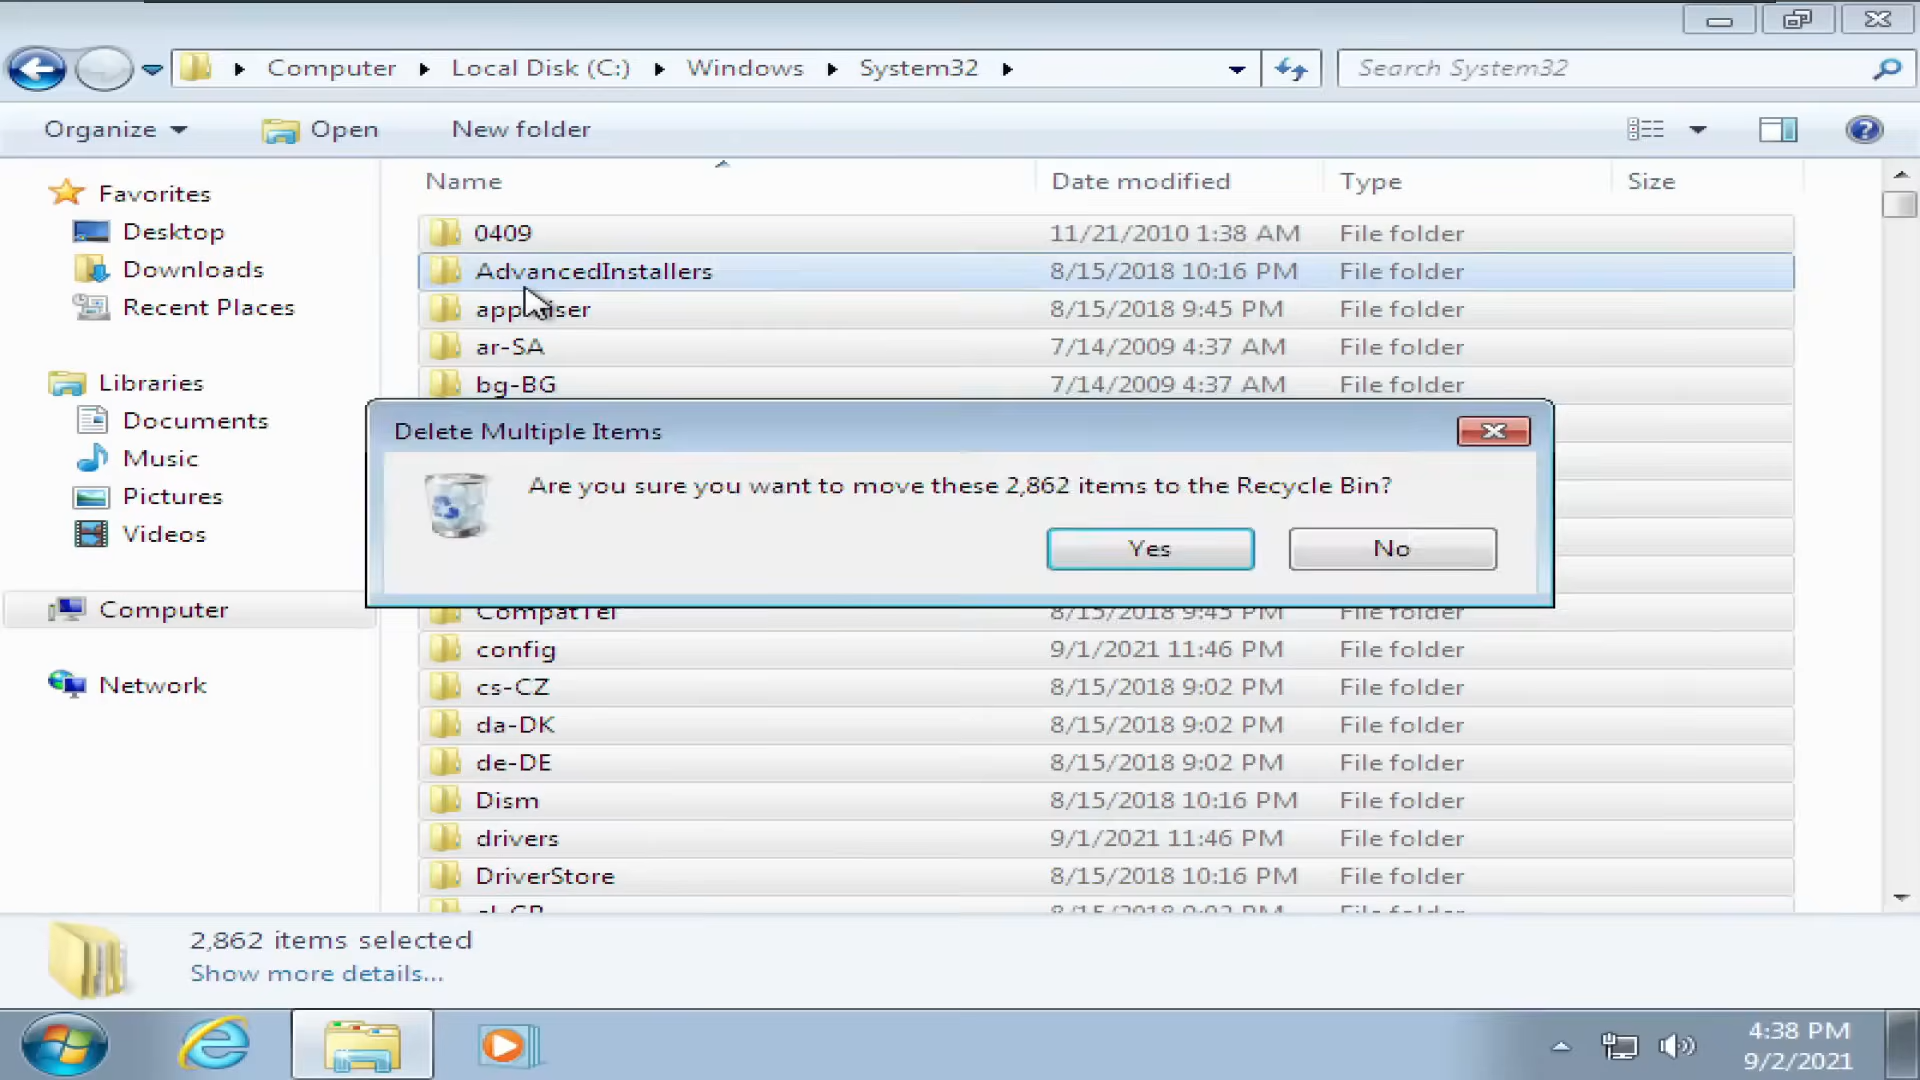 Computer
Local Disk (C:)
Windows
System32
Search System32
Organize
Open
New folder
Name
Date modified
Type
Size
Favorites
Desktop
Downloads
Recent Places
Libraries
Documents
Music
Pictures
Videos
Computer
Network
0409 11/21/2010 1:38 AM File folder
AdvancedInstallers 8/15/2018 10:16 PM File folder
8/15/2018 9:45 PM File folder
ar-SA 7/14/2009 4:37 AM File folder
bg-BG 7/14/2009 4:37 AM File folder
Delete Multiple Items
Are you sure you want to move these 2,862 items to the Recycle Bin?
Yes
No
CompatTel 8/15/2018 9:45 PM File folder
config 9/1/2021 11:46 PM File folder
cs-CZ 8/15/2018 9:02 PM File folder
da-DK 8/15/2018 9:02 PM File folder
de-DE 8/15/2018 9:02 PM File folder
Dism 8/15/2018 10:16 PM File folder
drivers 9/1/2021 11:46 PM File folder
DriverStore 8/15/2018 10:16 PM File folder
8/15/2018 9:02 PM File folder
2,862 items selected
Show more details...
4:38 PM
9/2/2021